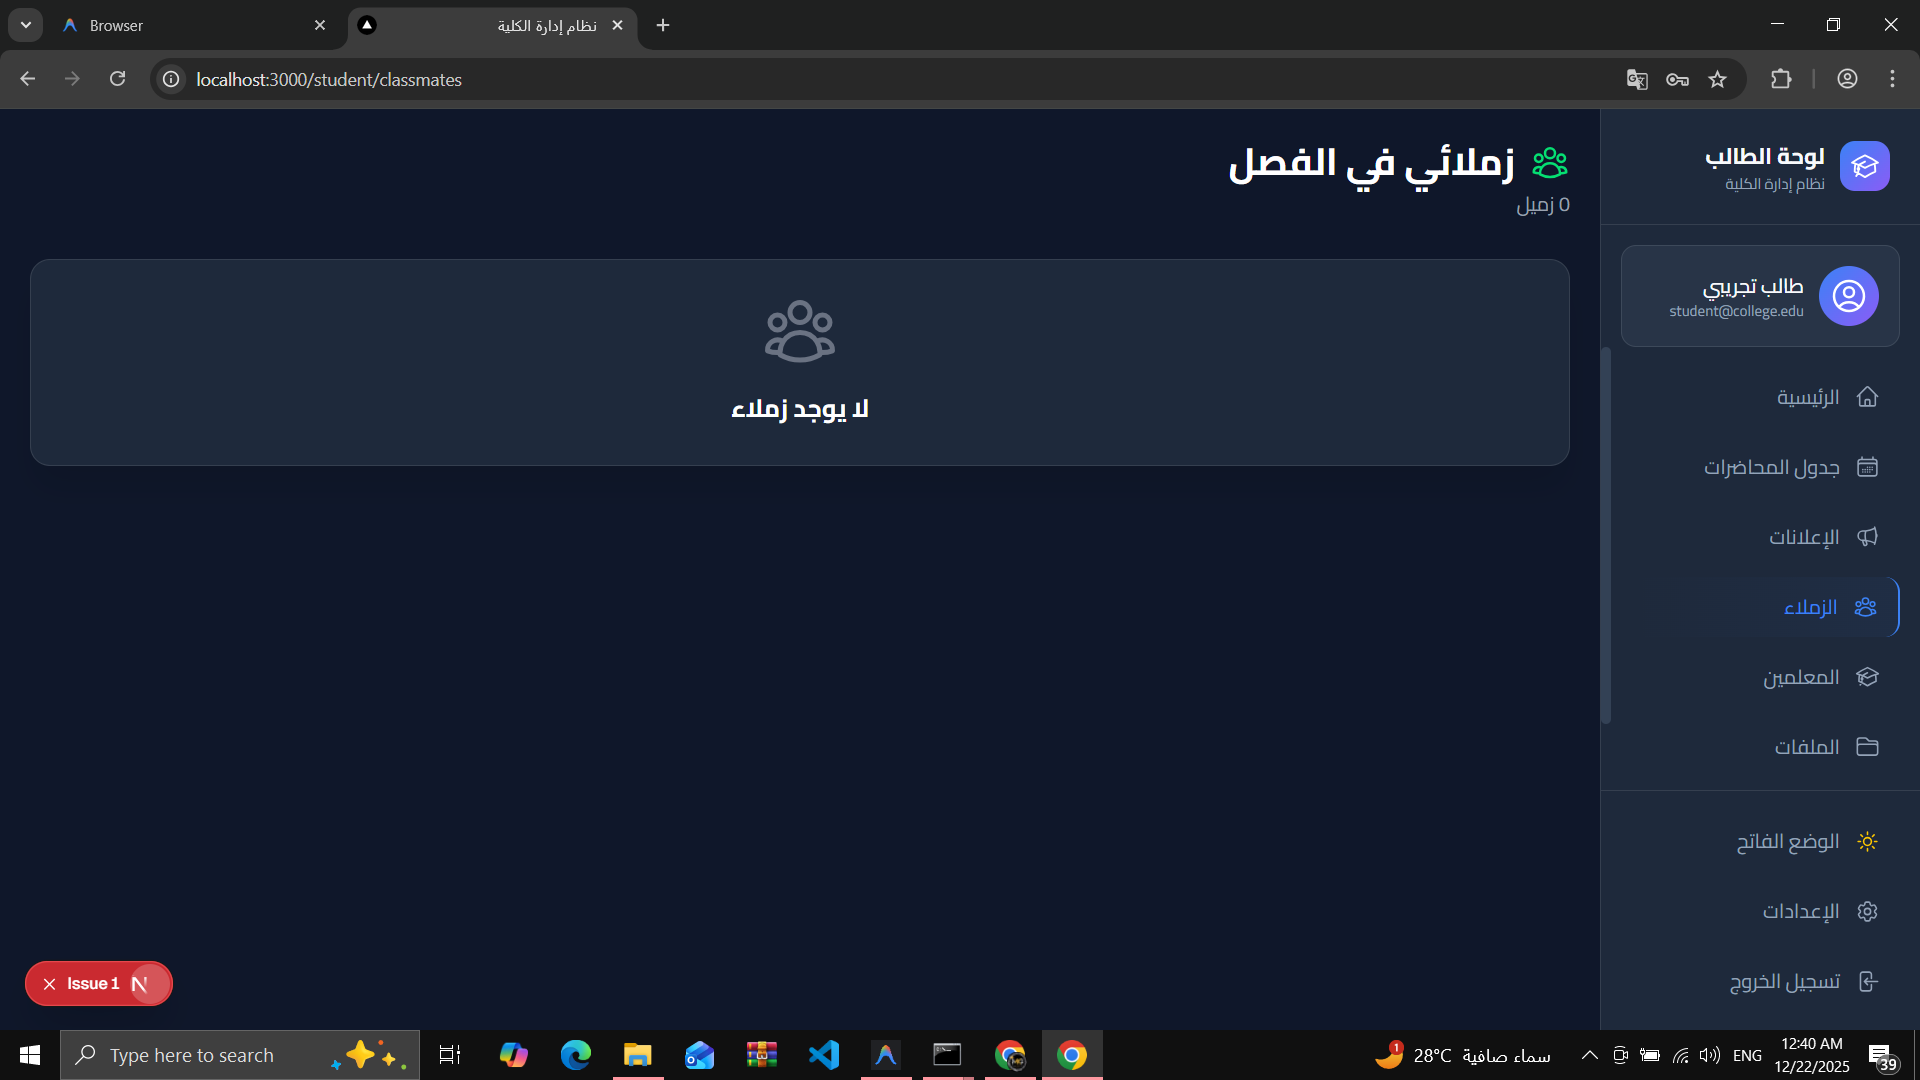 Browser
نظام إدارة الكلية
localhost:3000/student/classmates
لوحة الطالب
نظام إدارة الكلية
طالب تجريبي
student@college.edu
الرئيسية
جدول المحاضرات
الإعلانات
الزملاء
المعلمين
الملفات
الوضع الفاتح
الإعدادات
تسجيل الخروج
زملائي في الفصل
0 زميل
لا يوجد زملاء
Issue 1
N
Type here to search
1
28°C سماء صافية
ENG
12:40 AM
12/22/2025
39